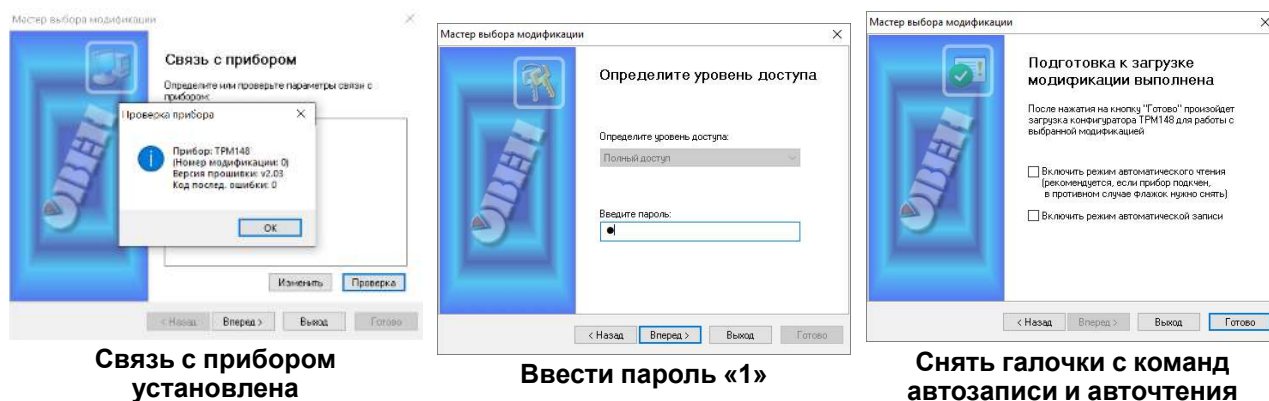 Мастер выбора модификации
Связь с прибором
Определите или проверьте параметры связи с
прибором:
Проверка прибора
Прибор: ТРМ148
(Номер модификации: 0)
Версия прошивки: v2.03
Код послед. ошибки: 0
ОК
Изменить
Проверка
< Назад
Вперед >
Выход
Готово
ОВЕН
Связь с прибором
установлена
Мастер выбора модификации
Определите уровень доступа
Определите уровень доступа:
Полный доступ
Введите пароль:
< Назад
Вперед >
Выход
Готово
ОВЕН
Ввести пароль «1»
Мастер выбора модификации
Подготовка к загрузке
модификации выполнена
После нажатия на кнопку "Готово" произойдет
загрузка конфигуратора ТРМ148 для работы с
выбранной модификацией
Включить режим автоматического чтения
(рекомендуется, если прибор подкчен,
в противном случае флажок нужно снять)
Включить режим автоматической записи
< Назад
Вперед >
Выход
Готово
ОВЕН
Снять галочки с команд
автозаписи и авточтения